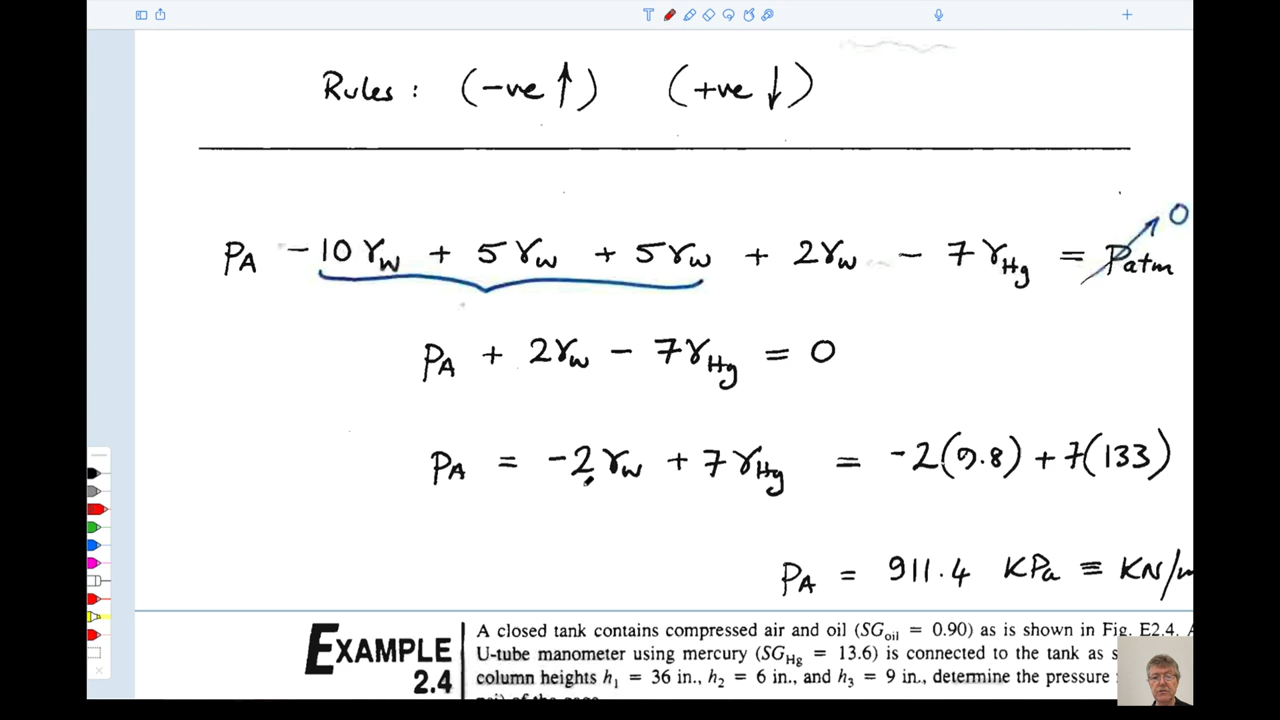 Rules : (-ve ↑) (+ve ↓)
0
PA - 10 γw + 5 γw + 5 γw + 2γw - 7 γHg = Patm
PA + 2γw - 7γHg = 0
PA = -2γw + 7γHg = -2(9.8) + 7(133)
PA = 911.4 KPa ≡ KN/
EXAMPLE
2.4
A closed tank contains compressed air and oil (SGoil = 0.90) as is shown in Fig. E2.4.
U-tube manometer using mercury (SGHg = 13.6) is connected to the tank as s
column heights h1 = 36 in., h2 = 6 in., and h3 = 9 in., determine the pressure
of the